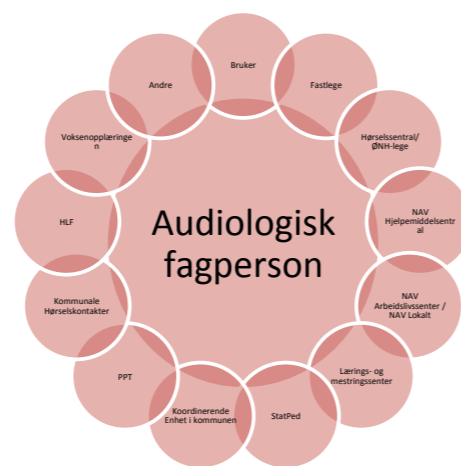 Bruker
Fastlege
Hørselssentral/
ØNH-lege
NAV
Hjelpemiddelsentr
al
NAV
Arbeidslivssenter /
NAV Lokalt
Lærings- og
mestringssenter
StatPed
Koordinerende
Enhet i kommunen
PPT
Kommunale
Hørselskontakter
HLF
Voksenopplæringe
n
Andre
Audiologisk
fagperson